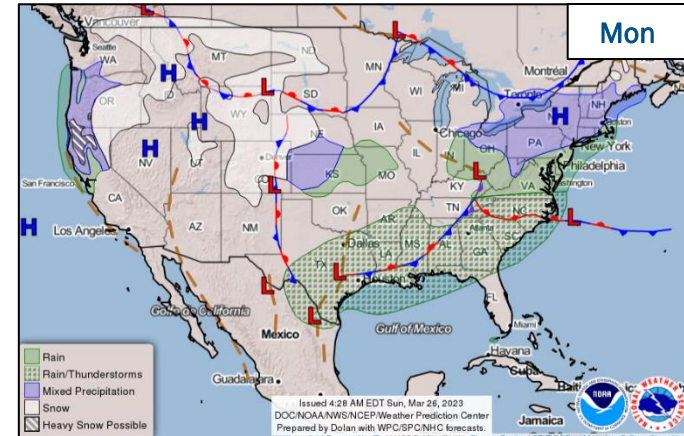 Mon
Vancouver
Seattle
WA
MT
ND
MN
Montréal
Toronto
OR
ID
SD
WI
MI
NH
Boston
WY
IA
Chicago
PA
New York
Philadelphia
NE
IL
IN
OH
San Francisco
NV
UT
Denver
CO
KS
MO
KY
VA
Washington
CA
Los Angeles
AZ
NM
OK
AR
TN
NC
SC
Atlanta
Dallas
MS
AL
GA
LA
TX
Houston
FL
Golfo de California
Mexico
Gulf of Mexico
Miami
Havana
Cuba
Guadalajara
Jamaica
H
H
H
H
H
L
L
L
L
L
L
L
L
L
Rain
Rain/Thunderstorms
Mixed Precipitation
Snow
Heavy Snow Possible
Issued 4:28 AM EDT Sun, Mar 26, 2023
DOC/NOAA/NWS/NCEP/Weather Prediction Center
Prepared by Dolan with WPC/SPC/NHC forecasts.
NOAA